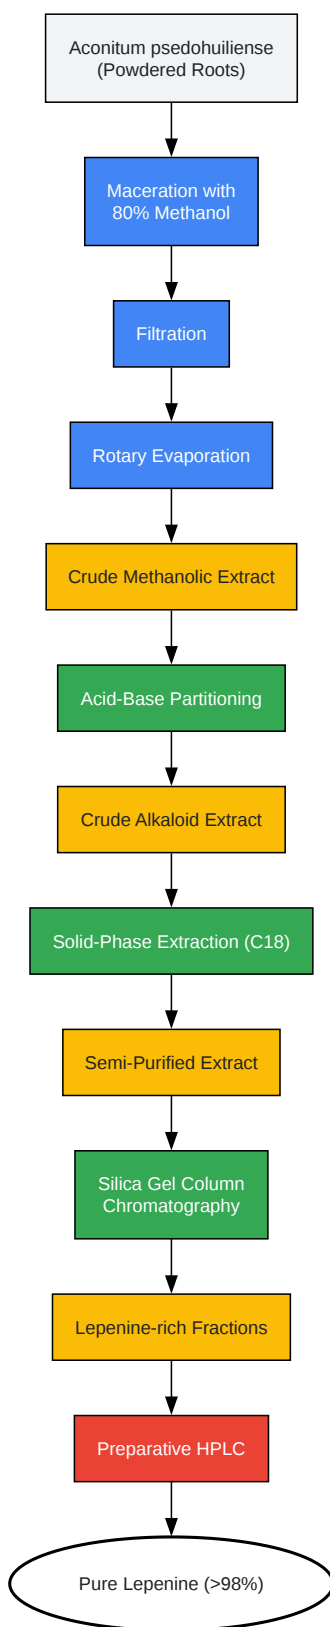 Aconitum psedohuiliense
(Powdered Roots)
Maceration with
80% Methanol
Filtration
Rotary Evaporation
Crude Methanolic Extract
Acid-Base Partitioning
Crude Alkaloid Extract
Solid-Phase Extraction (C18)
Semi-Purified Extract
Silica Gel Column
Chromatography
Lepenine-rich Fractions
Preparative HPLC
Pure Lepenine (>98%)